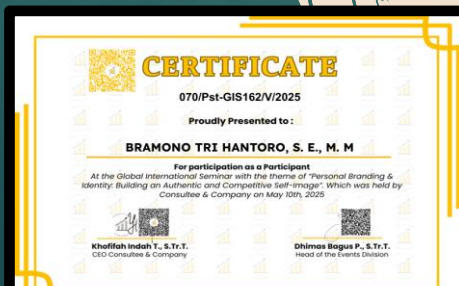 CERTIFICATE
070/Pst-GIS162/V/2025
Proudly Presented to :
BRAMONO TRI HANTORO, S. E., M. M
For participation as a Participant
At the Global International Seminar with the theme of "Personal Branding &
Identity: Building an Authentic and Competitive Self-Image". Which was held by
Consultee & Company on May 10th, 2025
Khofifah Indah T., S.Tr.T.
CEO Consultee & Company
Dhimas Bagus P., S.Tr.T.
Head of the Events Division